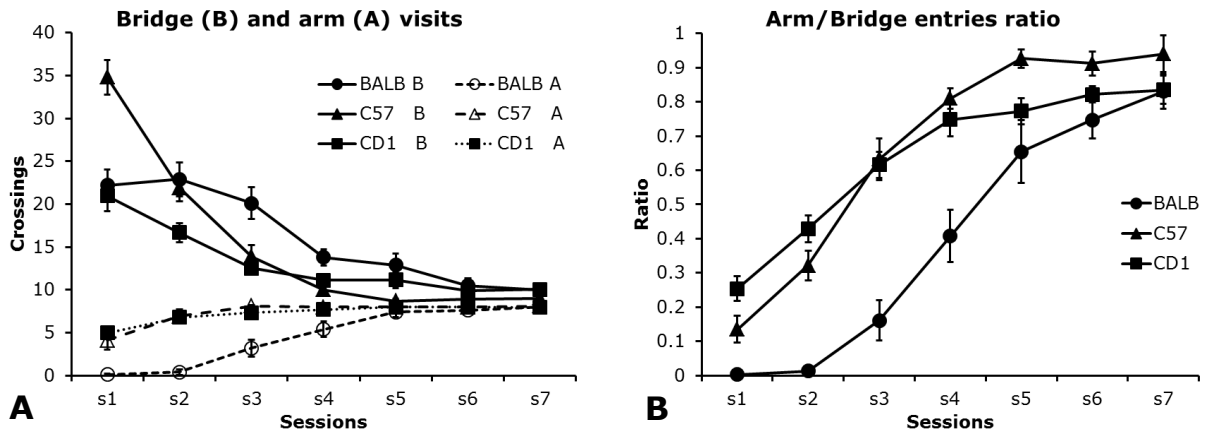 Bridge (B) and arm (A) visits
40
35
30
25
20
15
10
5
0
Crossings
BALB B
BALB A
C57 B
C57 A
CD1 B
CD1 A
s1 s2 s3 s4 s5 s6 s7
Sessions
A
Arm/Bridge entries ratio
1
0.9
0.8
0.7
0.6
0.5
0.4
0.3
0.2
0.1
0
Ratio
BALB
C57
CD1
s1 s2 s3 s4 s5 s6 s7
Sessions
B